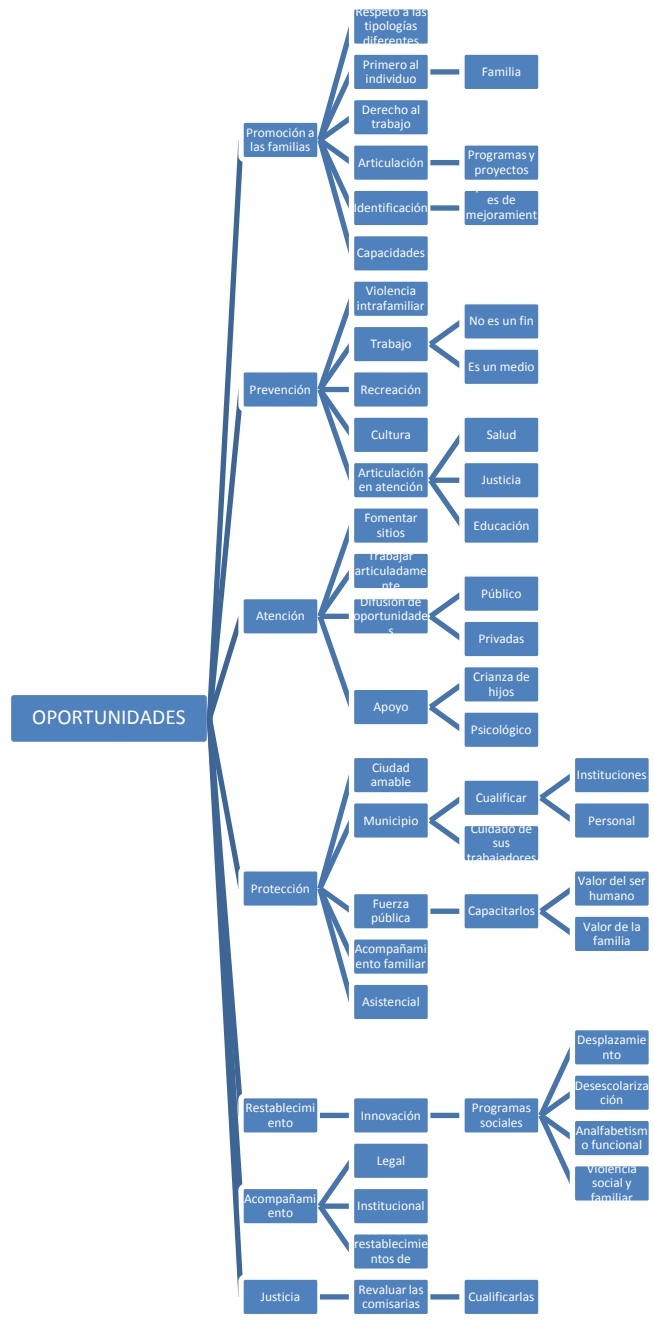 OPORTUNIDADES
Promoción a
las familias
Respeto a las
tipologías
diferentes
Primero al
individuo
Familia
Derecho al
trabajo
Articulación
Programas y
proyectos
Identificación
es de
mejoramient
Capacidades
Prevención
Violencia
intrafamiliar
Trabajo
No es un fin
Es un medio
Recreación
Cultura
Articulación
en atención
Salud
Justicia
Educación
Atención
Fomentar
sitios
Trabajar
articuladame
nte
Difusión de
oportunidade
s
Público
Privadas
Apoyo
Crianza de
hijos
Psicológico
Protección
Ciudad
amable
Municipio
Cualificar
Instituciones
Personal
Cuidado de
sus
trabajadores
Fuerza
pública
Capacitarlos
Valor del ser
humano
Valor de la
familia
Acompañami
ento familiar
Asistencial
Restablecimi
ento
Innovación
Programas
sociales
Desplazamie
nto
Desescolariza
ción
Analfabetism
o funcional
Violencia
social y
familiar
Acompañami
ento
Legal
Institucional
restablecimie
ntos de
Justicia
Revaluar las
comisarias
Cualificarlas